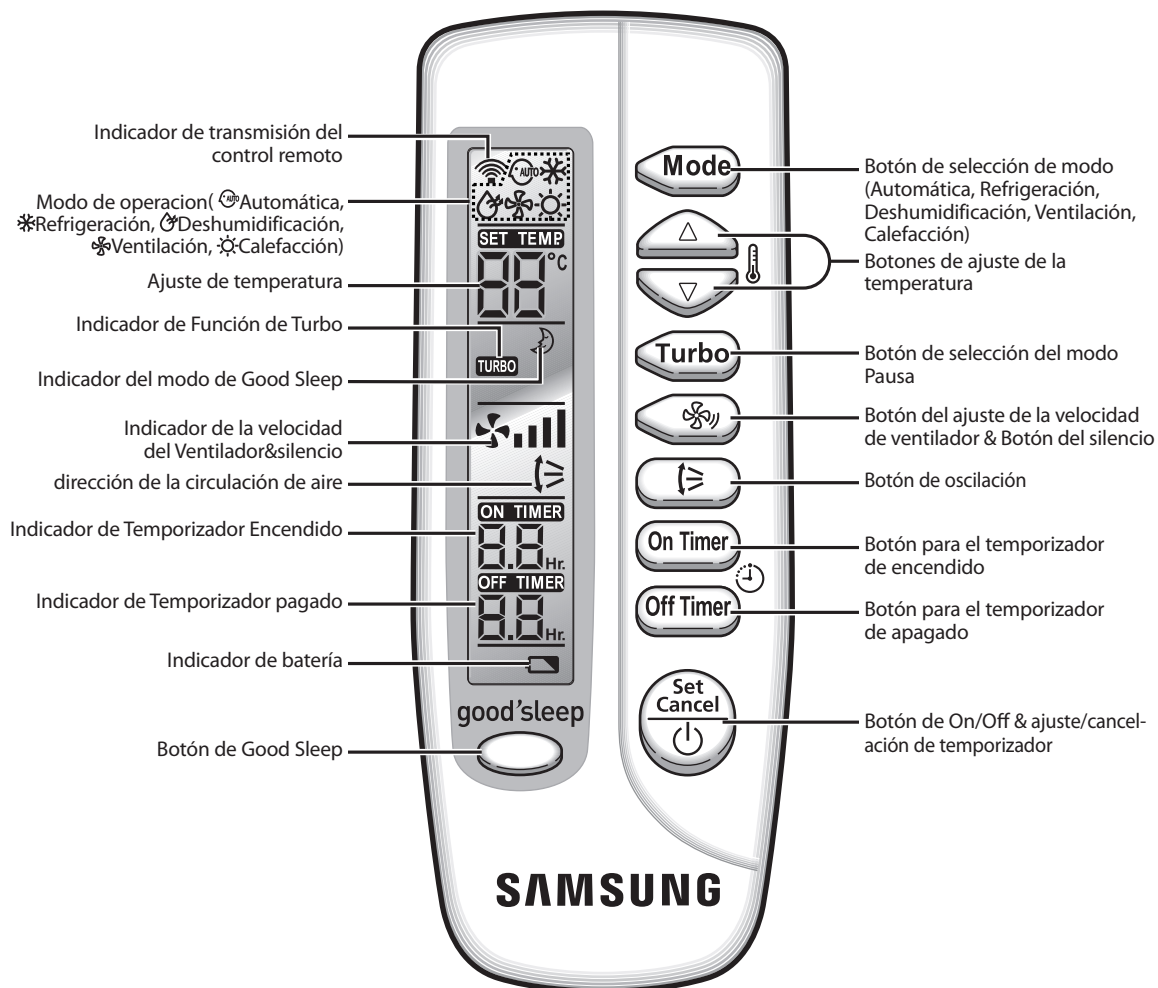 Indicador de transmisión del
control remoto
Modo de operacion( AUTO Automática,
Refrigeración, Deshumidificación,
Ventilación, Calefacción)
Ajuste de temperatura
Indicador de Función de Turbo
Indicador del modo de Good Sleep
Indicador de la velocidad
del Ventilador&silencio
dirección de la circulación de aire
Indicador de Temporizador Encendido
Indicador de Temporizador pagado
Indicador de batería
Botón de Good Sleep
AUTO
SET TEMP
88°C
TURBO
ON TIMER
8.8Hr.
OFF TIMER
8.8Hr.
good'sleep
Mode
Turbo
On Timer
Off Timer
Set
Cancel
SAMSUNG
Botón de selección de modo
(Automática, Refrigeración,
Deshumidificación, Ventilación,
Calefacción)
Botones de ajuste de la
temperatura
Botón de selección del modo
Pausa
Botón del ajuste de la velocidad
de ventilador & Botón del silencio
Botón de oscilación
Botón para el temporizador
de encendido
Botón para el temporizador
de apagado
Botón de On/Off & ajuste/cancel-
ación de temporizador